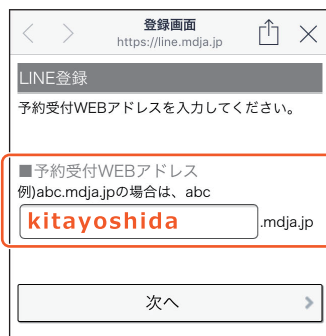 登録画面
https://line.mdja.jp
LINE登録
予約受付WEBアドレスを入力してください。
■予約受付WEBアドレス
例)abc.mdja.jpの場合は、abc
kitayoshida .mdja.jp
次へ